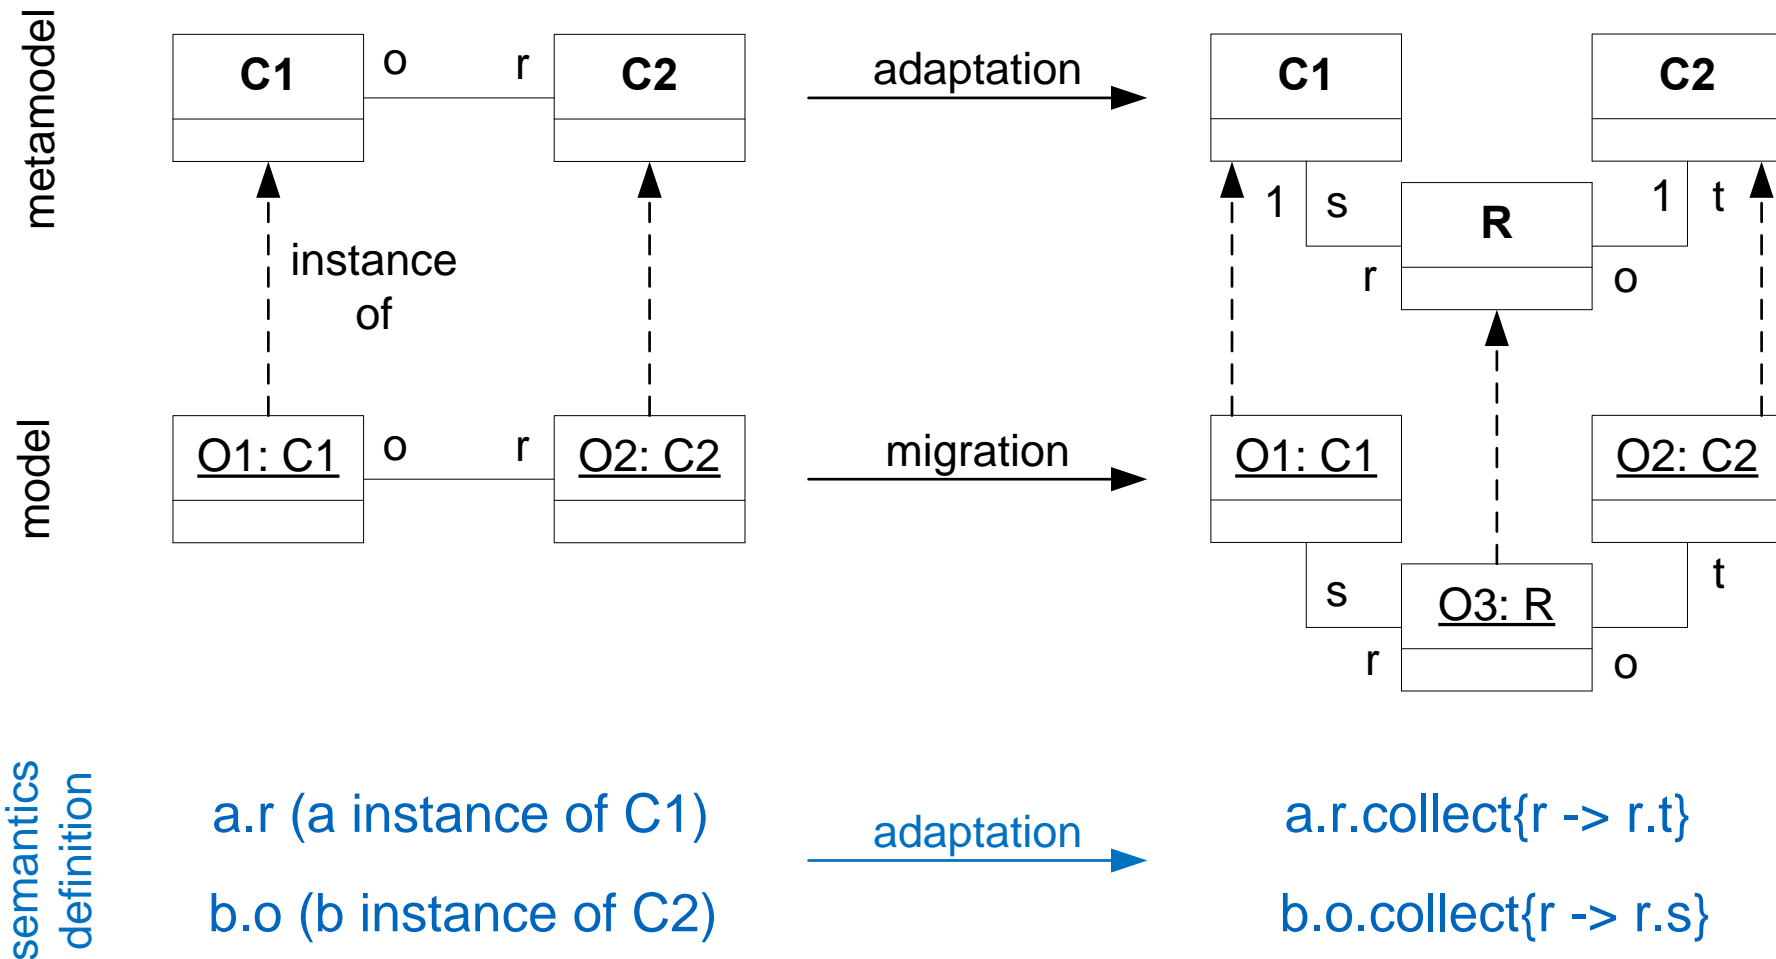 metamodel
C1
o
r
C2
adaptation
C1
C2
1
s
R
1
t
r
o
instance
of
model
O1: C1
o
r
O2: C2
migration
O1: C1
O2: C2
s
O3: R
t
r
o
semantics
definition
a.r (a instance of C1)
adaptation
a.r.collect{r -> r.t}
b.o (b instance of C2)
b.o.collect{r -> r.s}